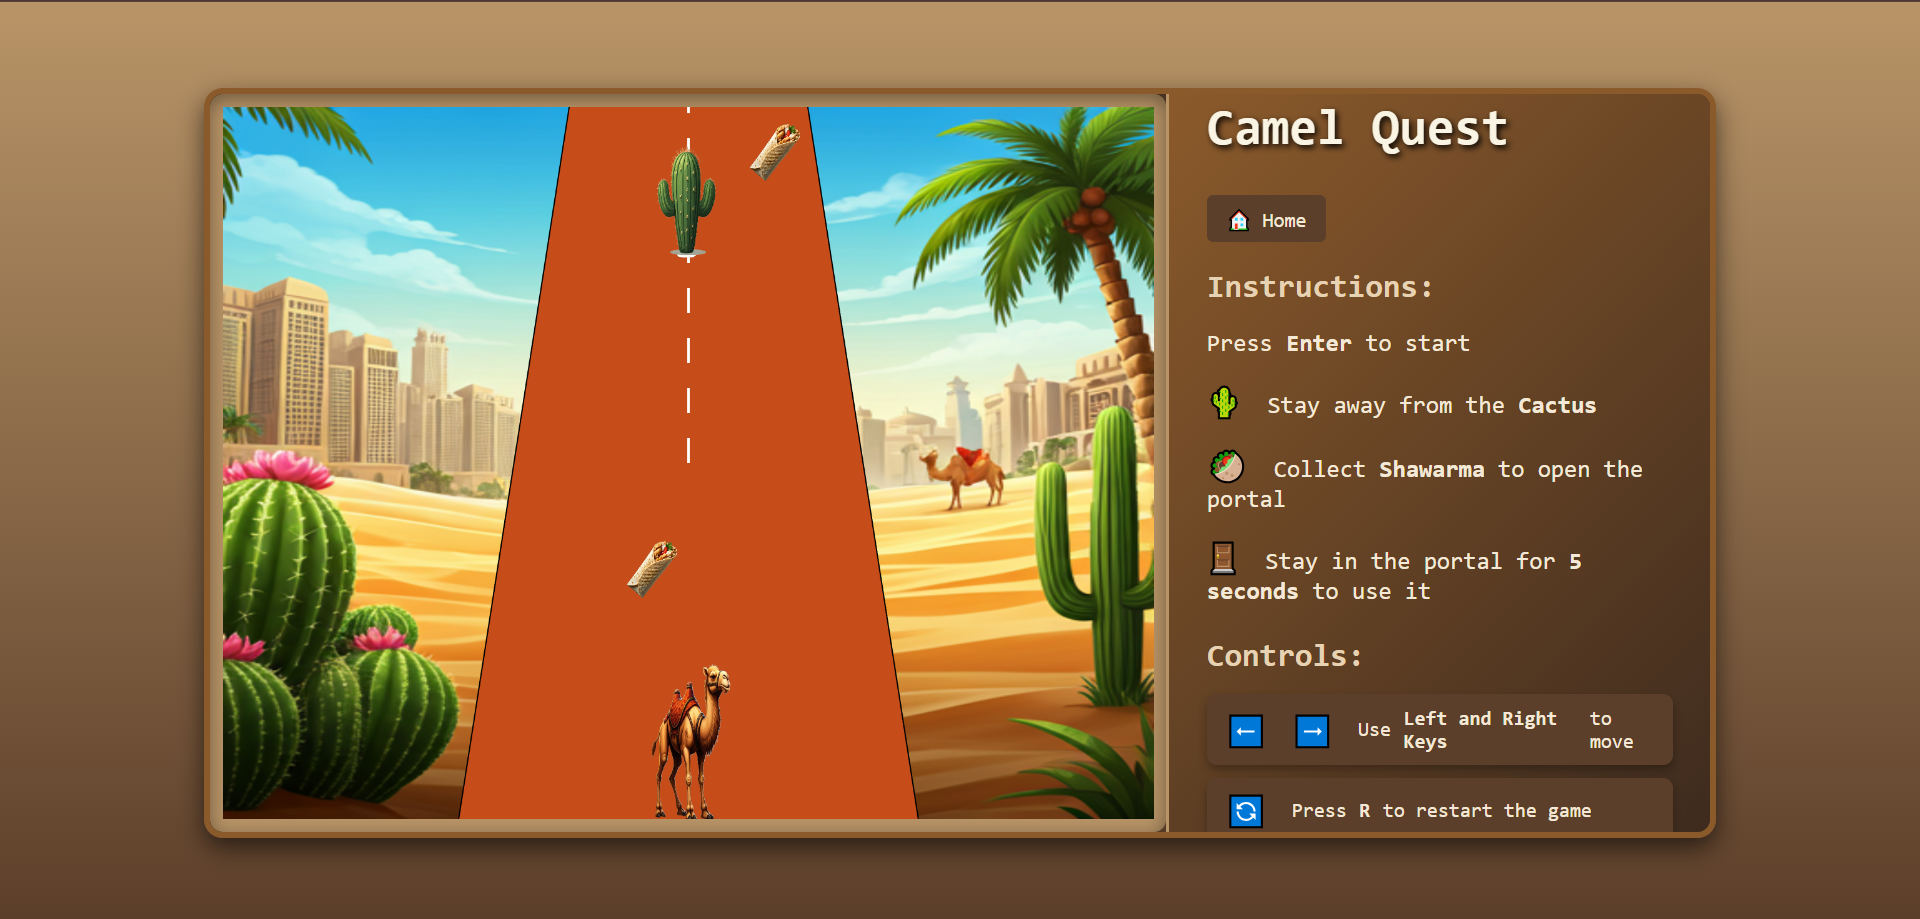 Camel Quest
🏠 Home
Instructions:
Press Enter to start
🌵 Stay away from the Cactus
🥙 Collect Shawarma to open the
portal
🚪 Stay in the portal for 5
seconds to use it
Controls:
⬅️ ➡️ Use Left and Right Keys to move
🔄 Press R to restart the game